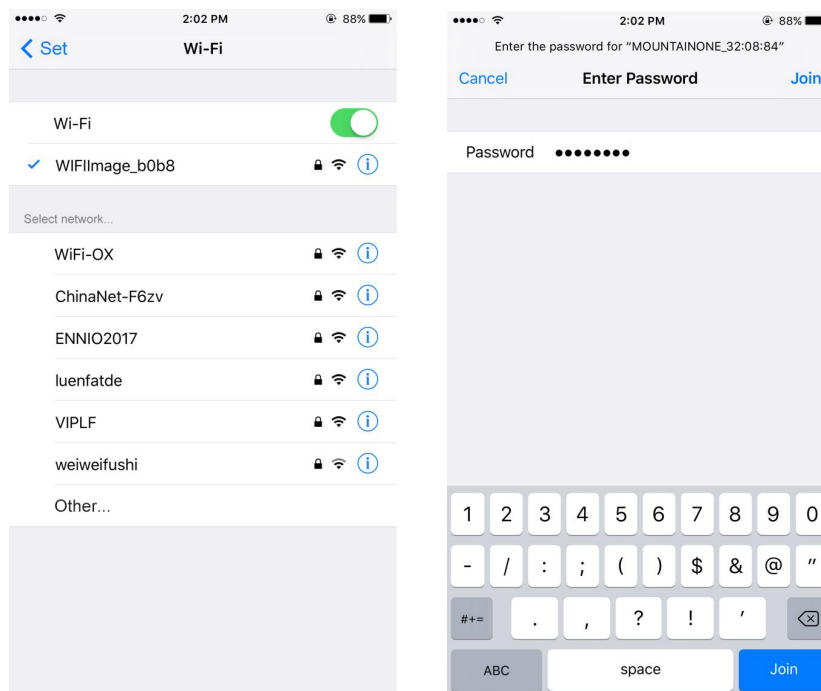 2:02 PM
88%
Set
Wi-Fi
Wi-Fi
WIFIImage_b0b8
Select network...
WiFi-OX
ChinaNet-F6zv
ENNIO2017
luenfatde
VIPLF
weiweifushi
Other...
2:02 PM
88%
Enter the password for "MOUNTAINONE_32:08:84"
Cancel
Enter Password
Join
Password ••••••••
1 2 3 4 5 6 7 8 9 0
- / : ; ( ) $ & @ "
#+= . , ? ! '
ABC space Join